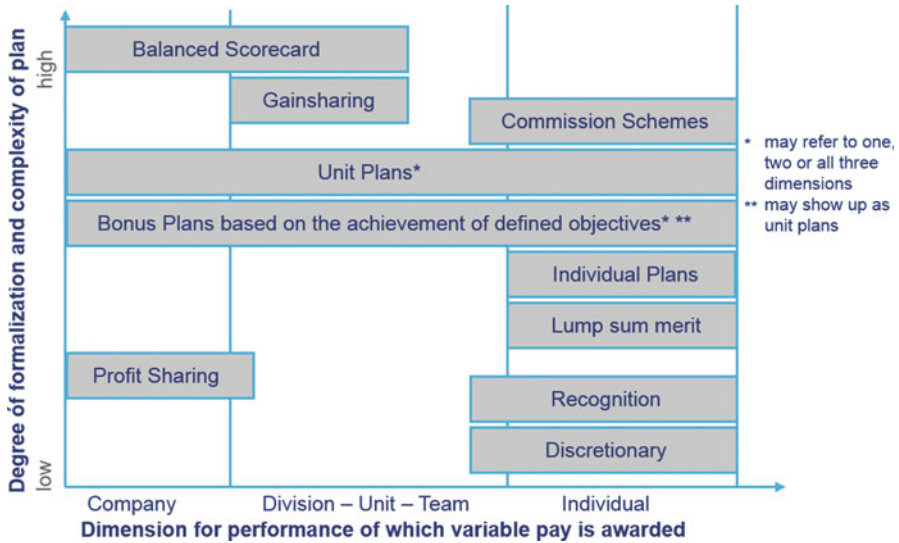 Degree óf formalization and complexity of plan
high
low
Balanced Scorecard
Gainsharing
Commission Schemes
Unit Plans*
Bonus Plans based on the achievement of defined objectives* **
Individual Plans
Lump sum merit
Profit Sharing
Recognition
Discretionary
* may refer to one,
two or all three
dimensions
** may show up as
unit plans
Company
Division – Unit – Team
Individual
Dimension for performance of which variable pay is awarded